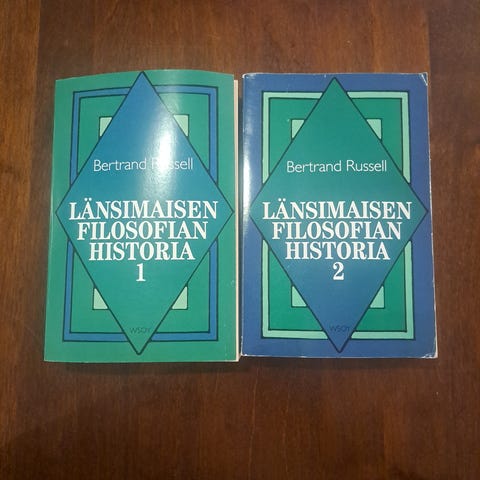 Bertrand Russell
LÄNSIMAISEN
FILOSOFIAN
HISTORIA
1
WSOY
Bertrand Russell
LÄNSIMAISEN
FILOSOFIAN
HISTORIA
2
WSOY